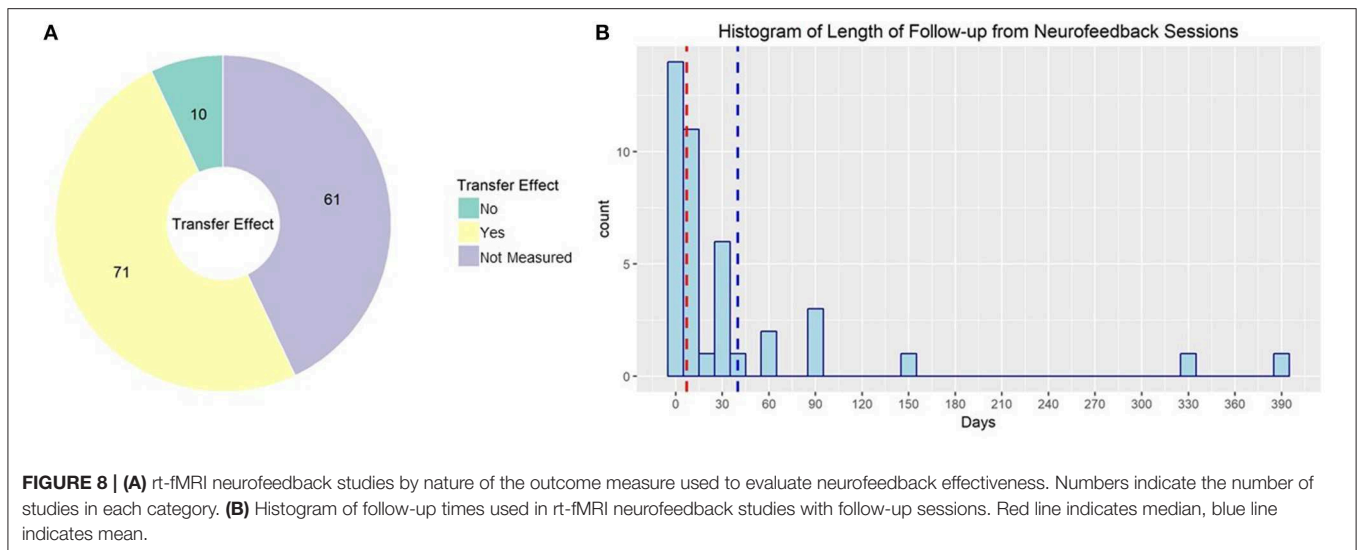 A
10
61
71
Transfer Effect
Transfer Effect
No
Yes
Not Measured
B
Histogram of Length of Follow-up from Neurofeedback Sessions
count
10
5
0
0 30 60 90 120 150 180 210 240 270 300 330 360 390
Days
FIGURE 8 | (A) rt-fMRI neurofeedback studies by nature of the outcome measure used to evaluate neurofeedback effectiveness. Numbers indicate the number of
studies in each category. (B) Histogram of follow-up times used in rt-fMRI neurofeedback studies with follow-up sessions. Red line indicates median, blue line
indicates mean.